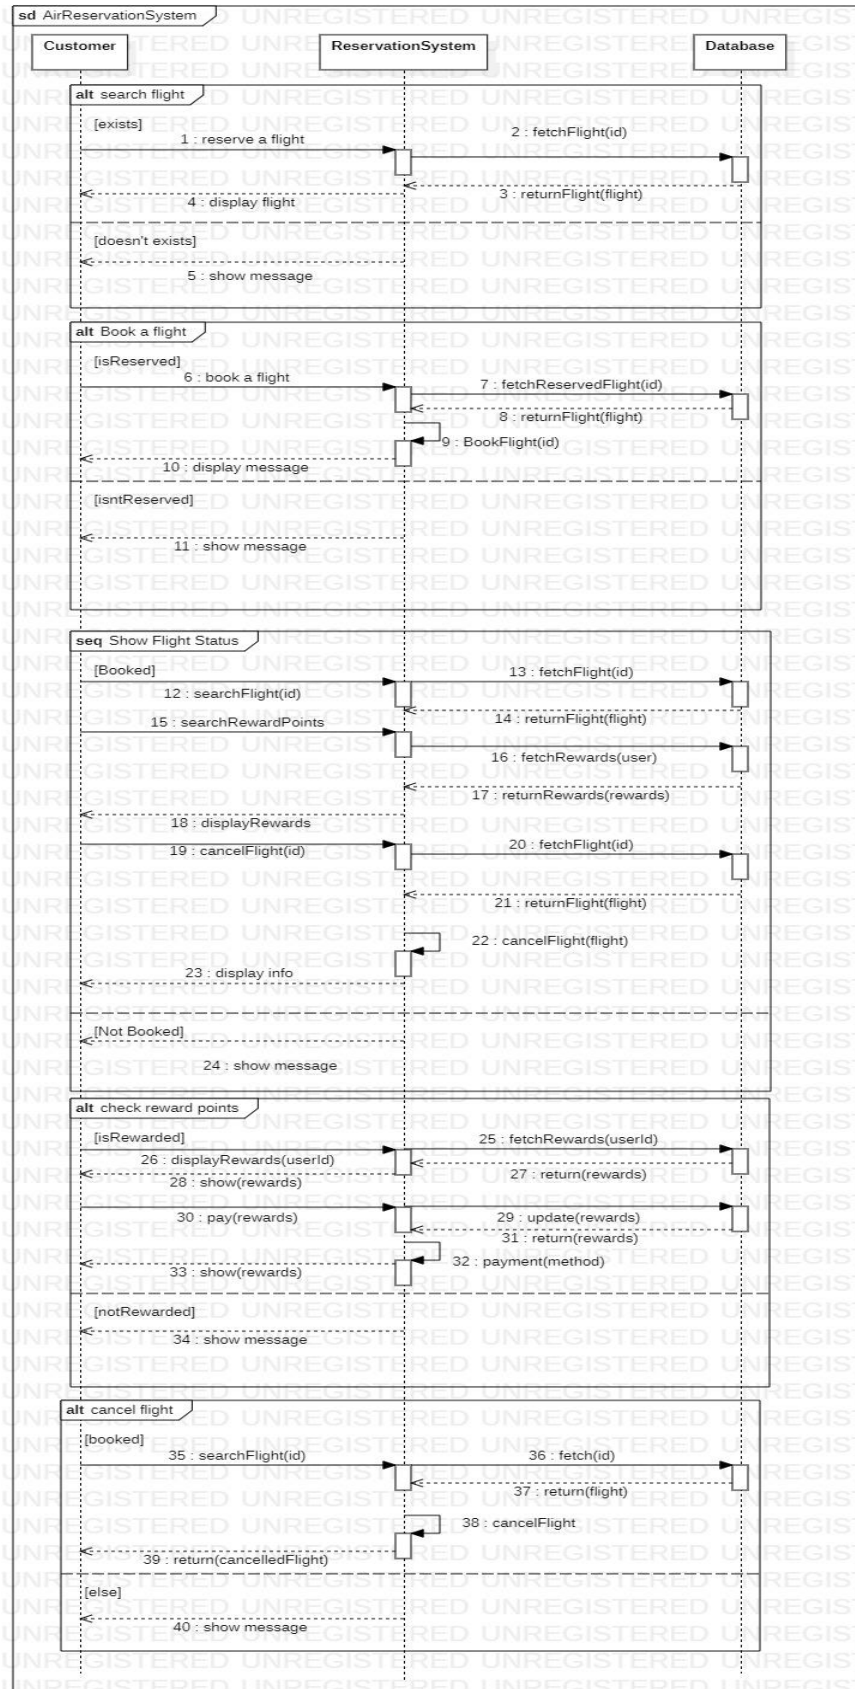 sd AirReservationSystem
Customer ReservationSystem Database
alt search flight
[exists]
1 : reserve a flight
2 : fetchFlight(id)
3 : returnFlight(flight)
4 : display flight
[doesn't exists]
5 : show message
alt Book a flight
[isReserved]
6 : book a flight
7 : fetchReservedFlight(id)
8 : returnFlight(flight)
9 : BookFlight(id)
10 : display message
[isntReserved]
11 : show message
seq Show Flight Status
[Booked]
12 : searchFlight(id)
13 : fetchFlight(id)
14 : returnFlight(flight)
15 : searchRewardPoints
16 : fetchRewards(user)
17 : returnRewards(rewards)
18 : displayRewards
19 : cancelFlight(id)
20 : fetchFlight(id)
21 : returnFlight(flight)
22 : cancelFlight(flight)
23 : display info
[Not Booked]
24 : show message
alt check reward points
[isRewarded]
25 : fetchRewards(userId)
26 : displayRewards(userId)
27 : return(rewards)
28 : show(rewards)
30 : pay(rewards)
29 : update(rewards)
31 : return(rewards)
32 : payment(method)
33 : show(rewards)
[notRewarded]
34 : show message
alt cancel flight
[booked]
35 : searchFlight(id)
36 : fetch(id)
37 : return(flight)
38 : cancelFlight
39 : return(cancelledFlight)
[else]
40 : show message
UNREGISTERED